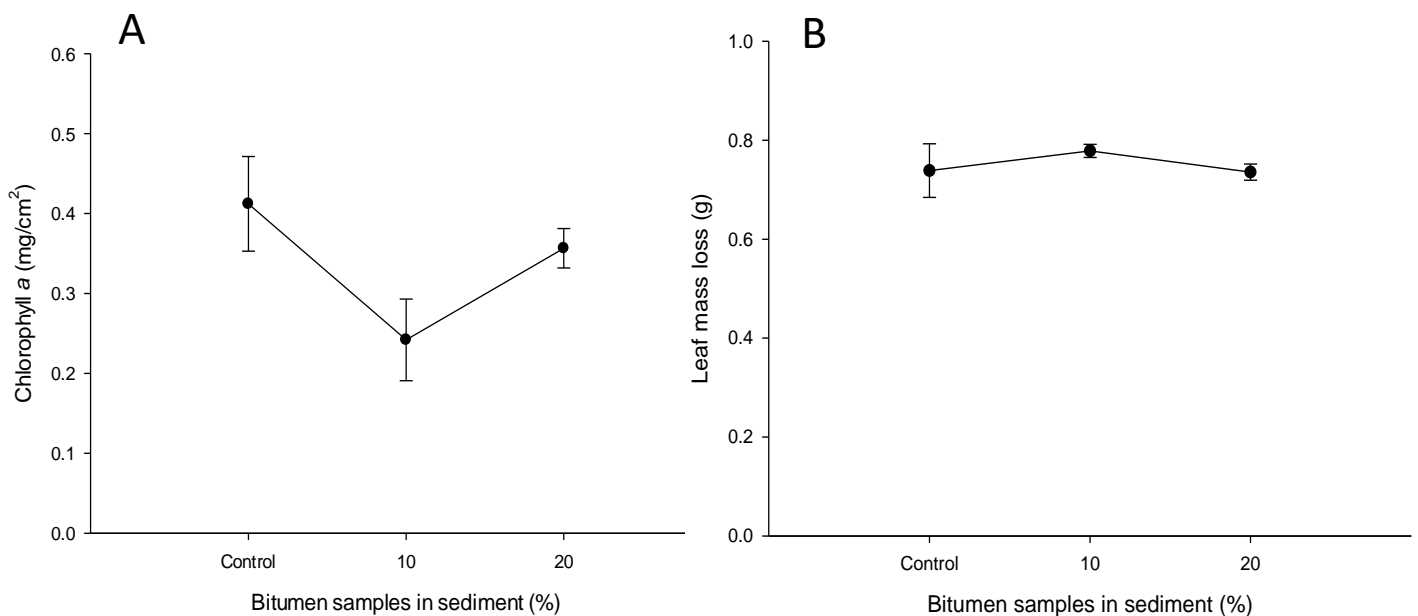 A
Chlorophyll a (mg/cm²)
0.6
0.5
0.4
0.3
0.2
0.1
0.0
Control 10 20
Bitumen samples in sediment (%)
B
Leaf mass loss (g)
1.0
0.8
0.6
0.4
0.2
0.0
Control 10 20
Bitumen samples in sediment (%)